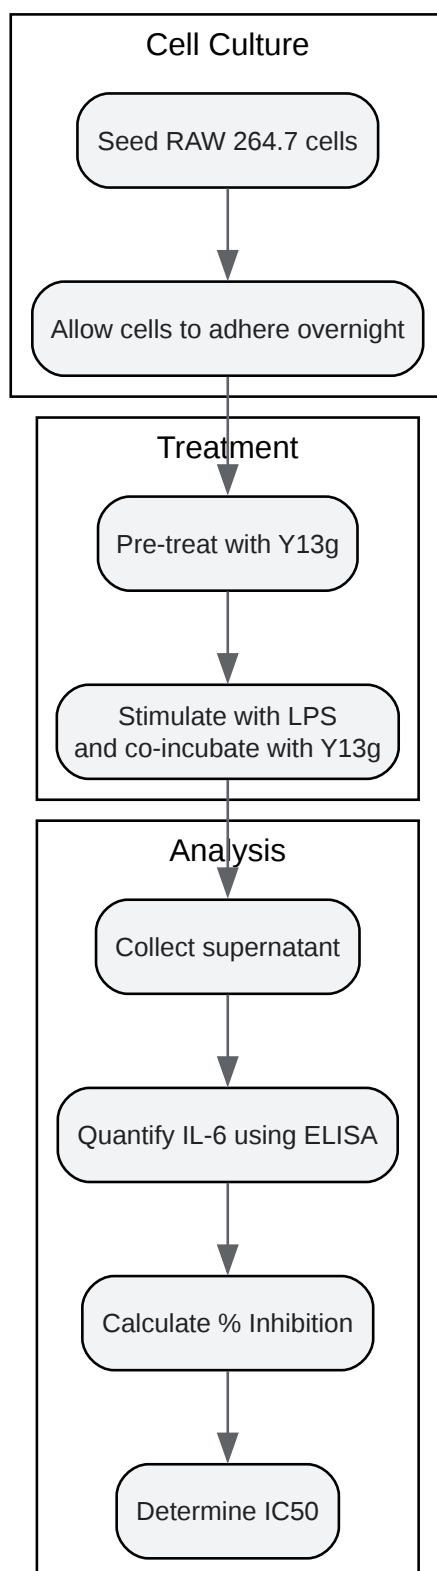 Cell Culture
Seed RAW 264.7 cells
Allow cells to adhere overnight
Treatment
Pre-treat with Y13g
Stimulate with LPS
and co-incubate with Y13g
Analysis
Collect supernatant
Quantify IL-6 using ELISA
Calculate % Inhibition
Determine IC50